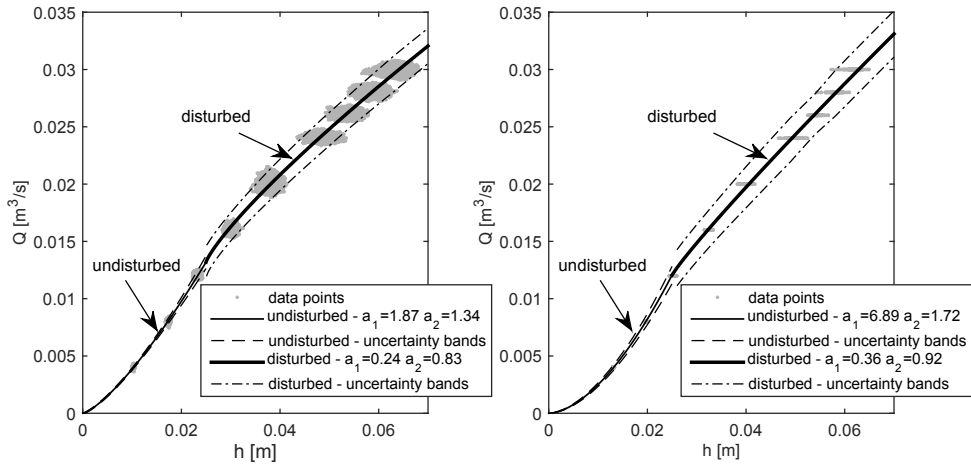 Q [m³/s]
0.03
0.025
0.02
0.015
0.01
0.005
0
disturbed
undisturbed
data points
undisturbed - a₁=1.87 a₂=1.34
undisturbed - uncertainty bands
disturbed - a₁=0.24 a₂=0.83
disturbed - uncertainty bands
0 0.02 0.04 0.06
h [m]
Q [m³/s]
0.03
0.025
0.02
0.015
0.01
0.005
0
disturbed
undisturbed
data points
undisturbed - a₁=6.89 a₂=1.72
undisturbed - uncertainty bands
disturbed - a₁=0.36 a₂=0.92
disturbed - uncertainty bands
0 0.02 0.04 0.06
h [m]